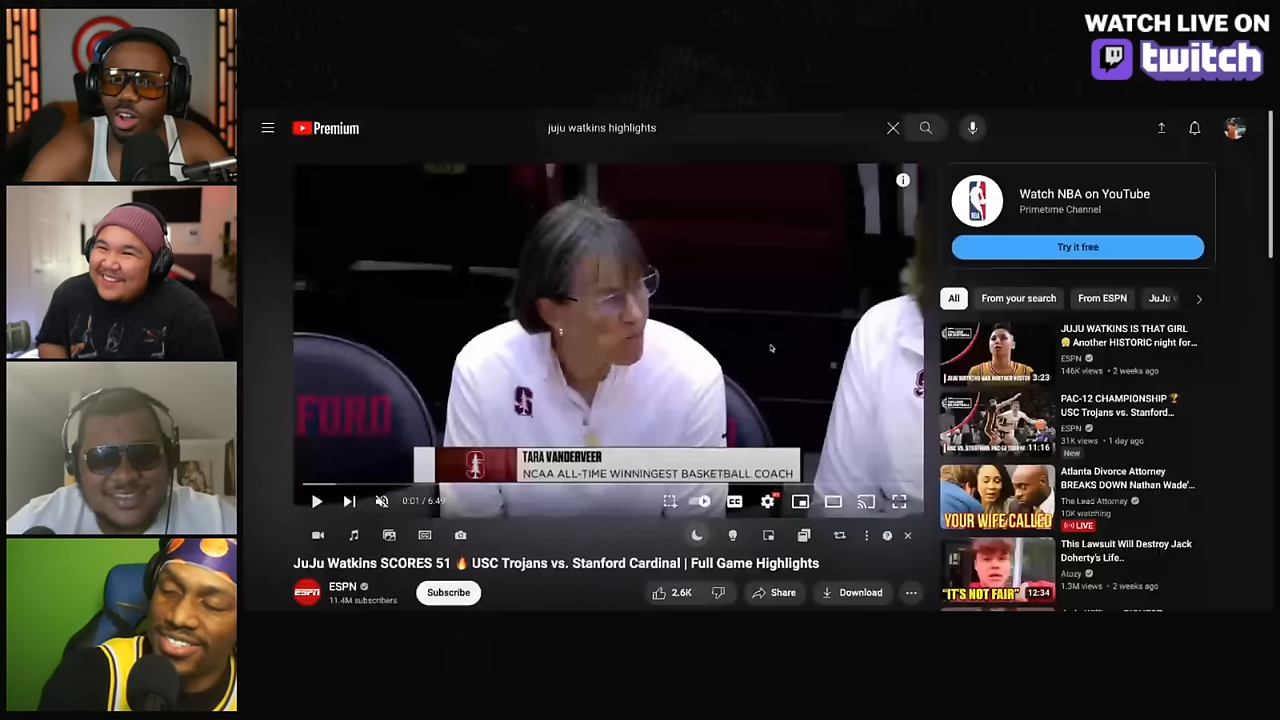 WATCH LIVE ON
twitch
Premium
juju watkins highlights
FORD
S
TARA VANDERVEER
NCAA ALL-TIME WINNINGEST BASKETBALL COACH
0:01 / 6:49
JuJu Watkins SCORES 51 🔥 USC Trojans vs. Stanford Cardinal | Full Game Highlights
ESPN
ESPN
11.4M subscribers
Subscribe
2.6K
Share
Download
NBA
Watch NBA on YouTube
Primetime Channel
Try it free
All
From your search
From ESPN
JuJu
JUJU WATKINS IS THAT GIRL
Another HISTORIC night for...
ESPN
146K views • 2 weeks ago
3:23
PAC-12 CHAMPIONSHIP 🏆
USC Trojans vs. Stanford...
ESPN
31K views • 1 day ago
New
11:16
Atlanta Divorce Attorney
BREAKS DOWN Nathan Wade'...
The Lead Attorney
10K watching
LIVE
YOUR WIFE CALLED
This Lawsuit Will Destroy Jack
Doherty's Life..
Atozy
1.3M views • 2 weeks ago
"IT'S NOT FAIR"
12:34